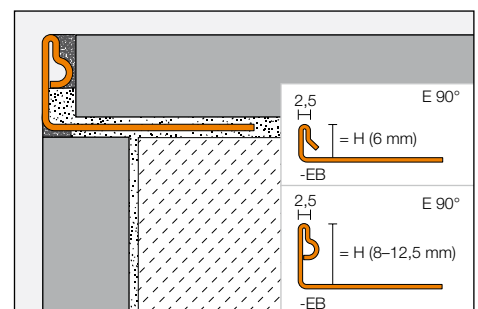 2,5
E 90°
= H (6 mm)
-EB
2,5
E 90°
= H (8–12,5 mm)
-EB